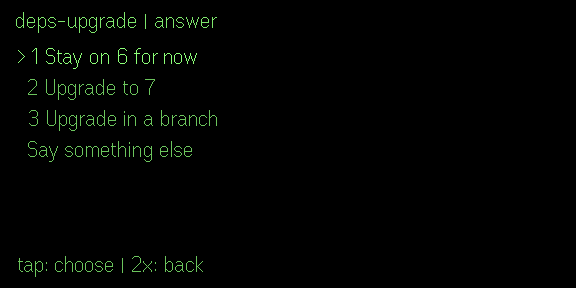 deps-upgrade | answer
> 1 Stay on 6 for now
2 Upgrade to 7
3 Upgrade in a branch
Say something else
tap: choose | 2x: back